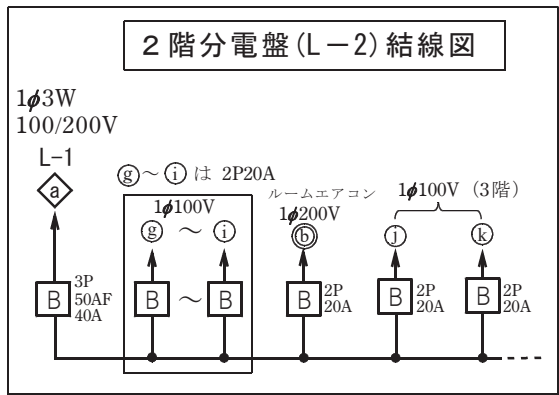 2階分電盤(L－2)結線図
1φ3W
100/200V
L-1
a
ⓖ～ⓘ は 2P20A
1φ100V
ⓖ ～ ⓘ
ルームエアコン
1φ200V
ⓑ
1φ100V (3階)
ⓙ ⓚ
B
3P
50AF
40A
B ～ B
B
2P
20A
B
2P
20A
B
2P
20A